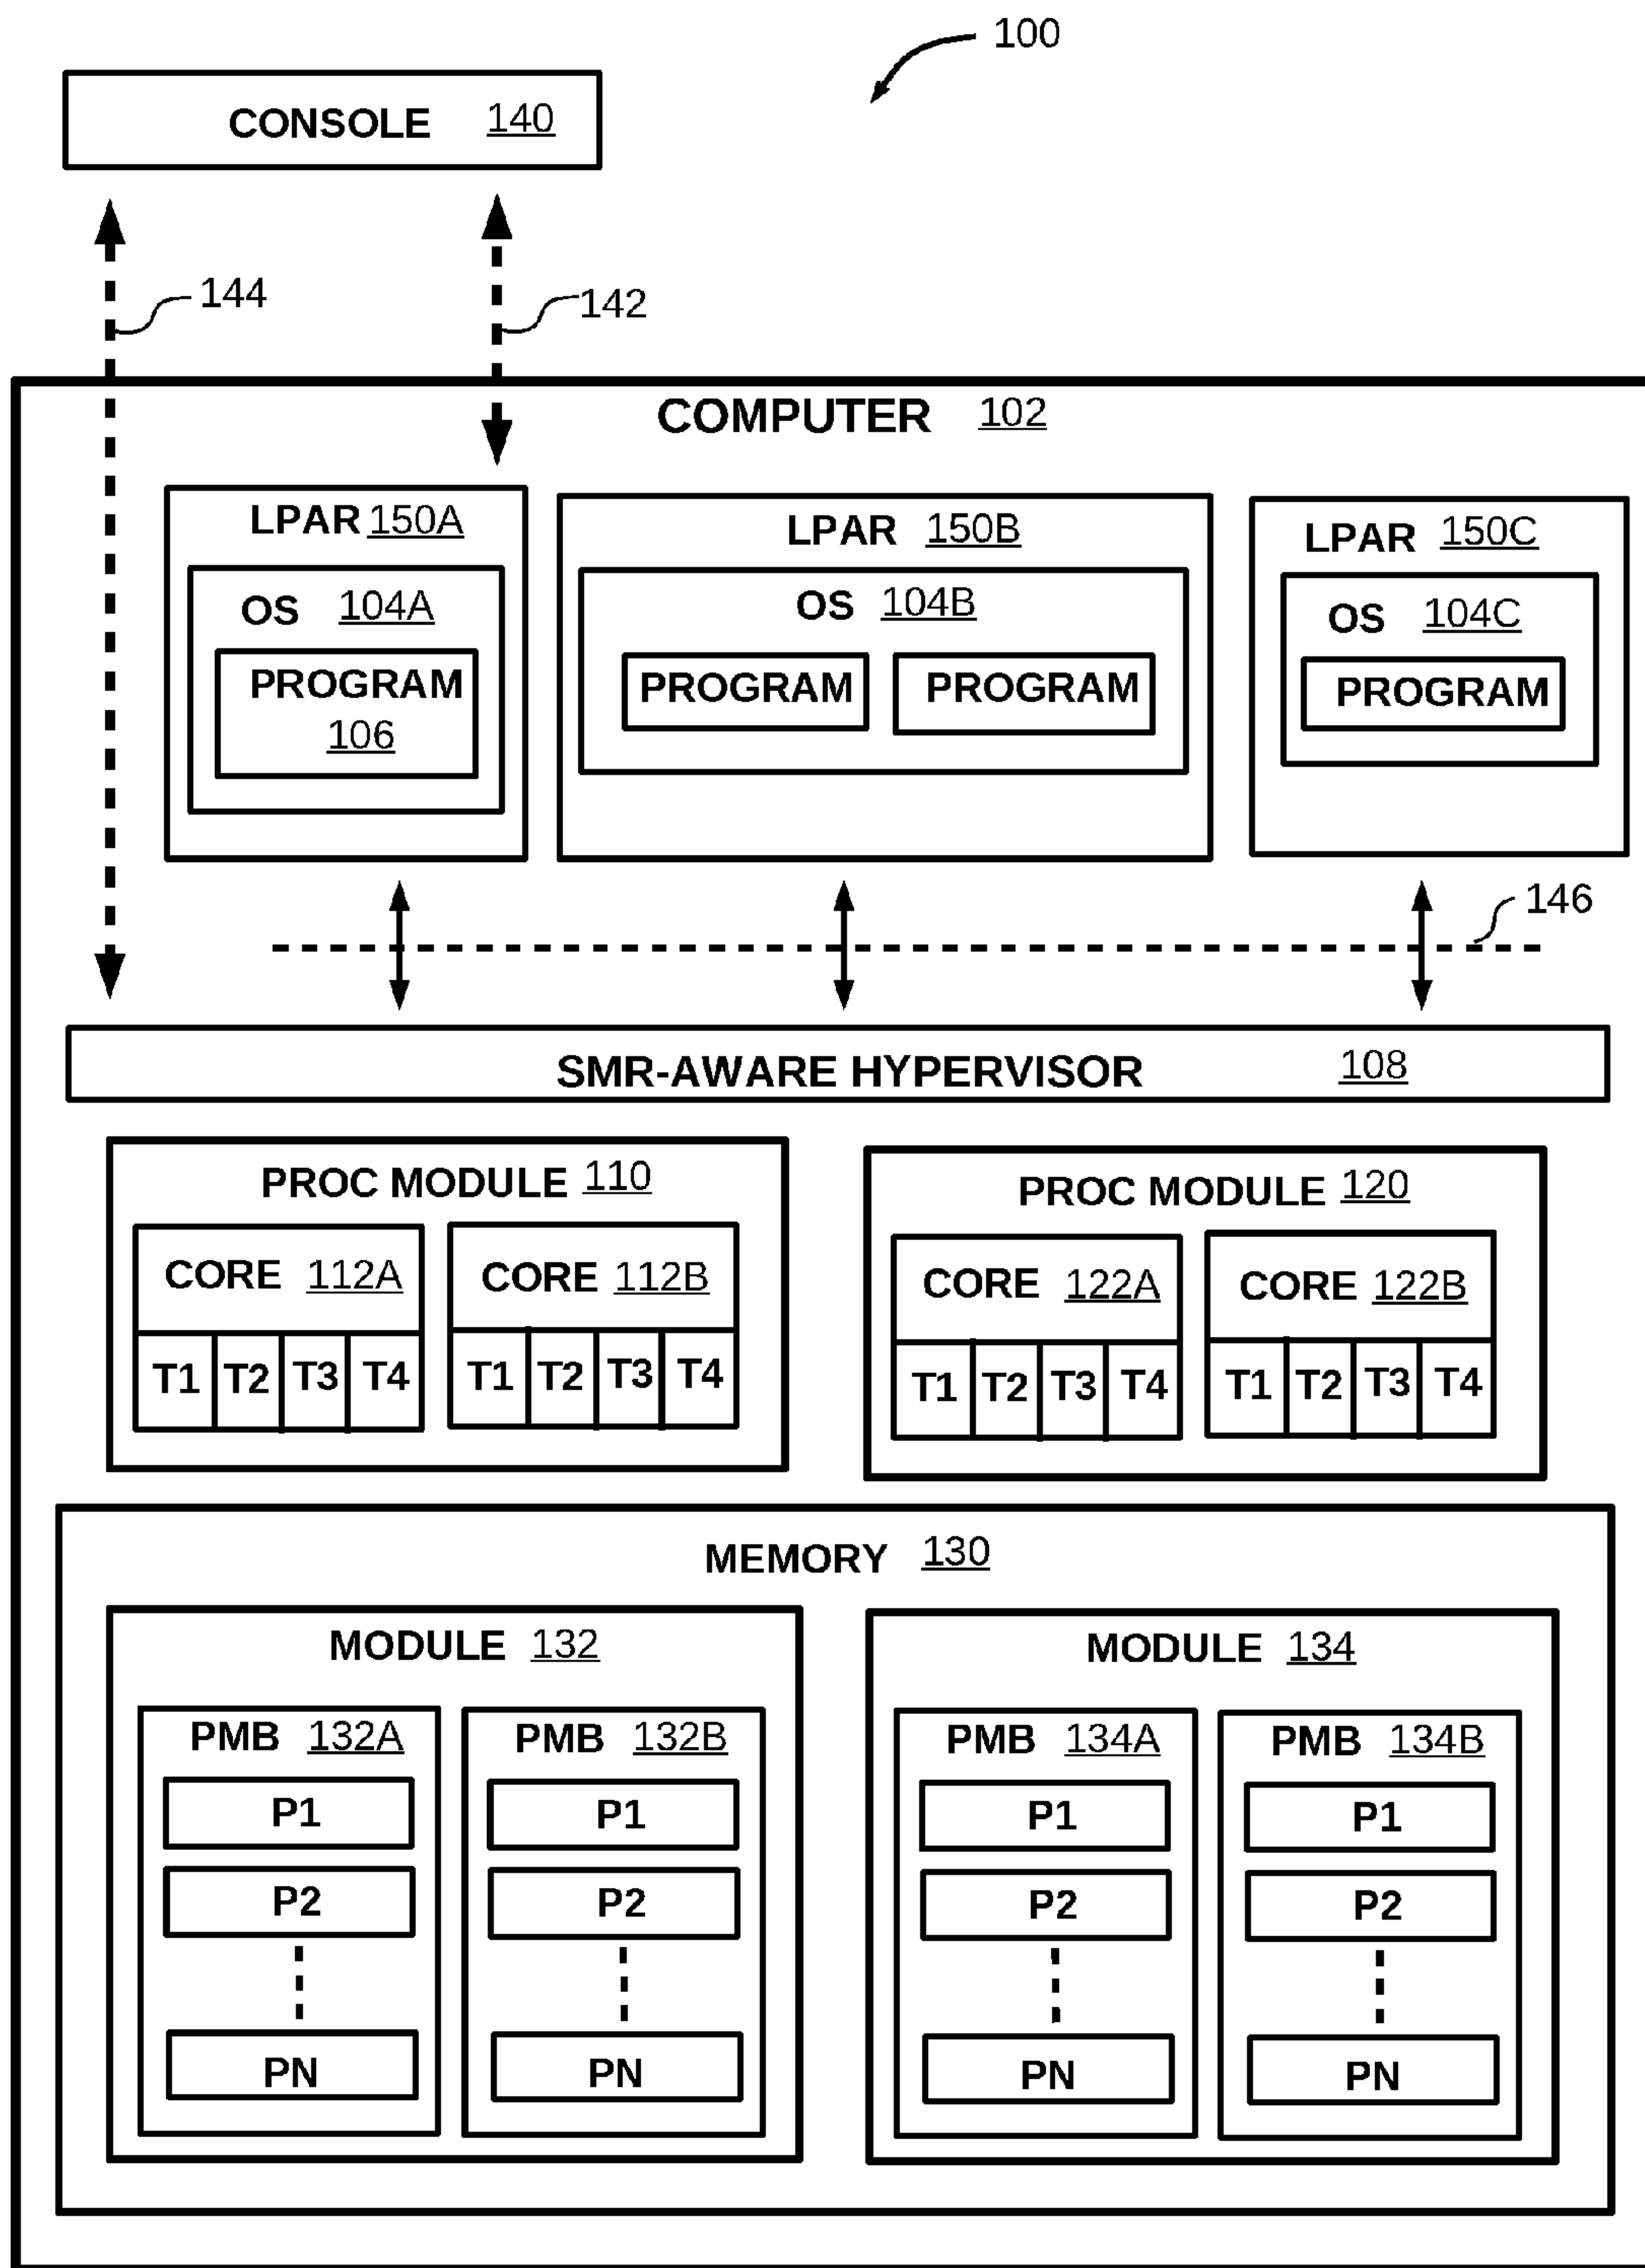 100
CONSOLE 140
144
142
COMPUTER 102
LPAR 150A
OS 104A
PROGRAM
106
LPAR 150B
OS 104B
PROGRAM PROGRAM
LPAR 150C
OS 104C
PROGRAM
146
SMR-AWARE HYPERVISOR 108
PROC MODULE 110
CORE 112A
T1 T2 T3 T4
CORE 112B
T1 T2 T3 T4
PROC MODULE 120
CORE 122A
T1 T2 T3 T4
CORE 122B
T1 T2 T3 T4
MEMORY 130
MODULE 132
PMB 132A
P1
P2
PN
PMB 132B
P1
P2
PN
MODULE 134
PMB 134A
P1
P2
PN
PMB 134B
P1
P2
PN